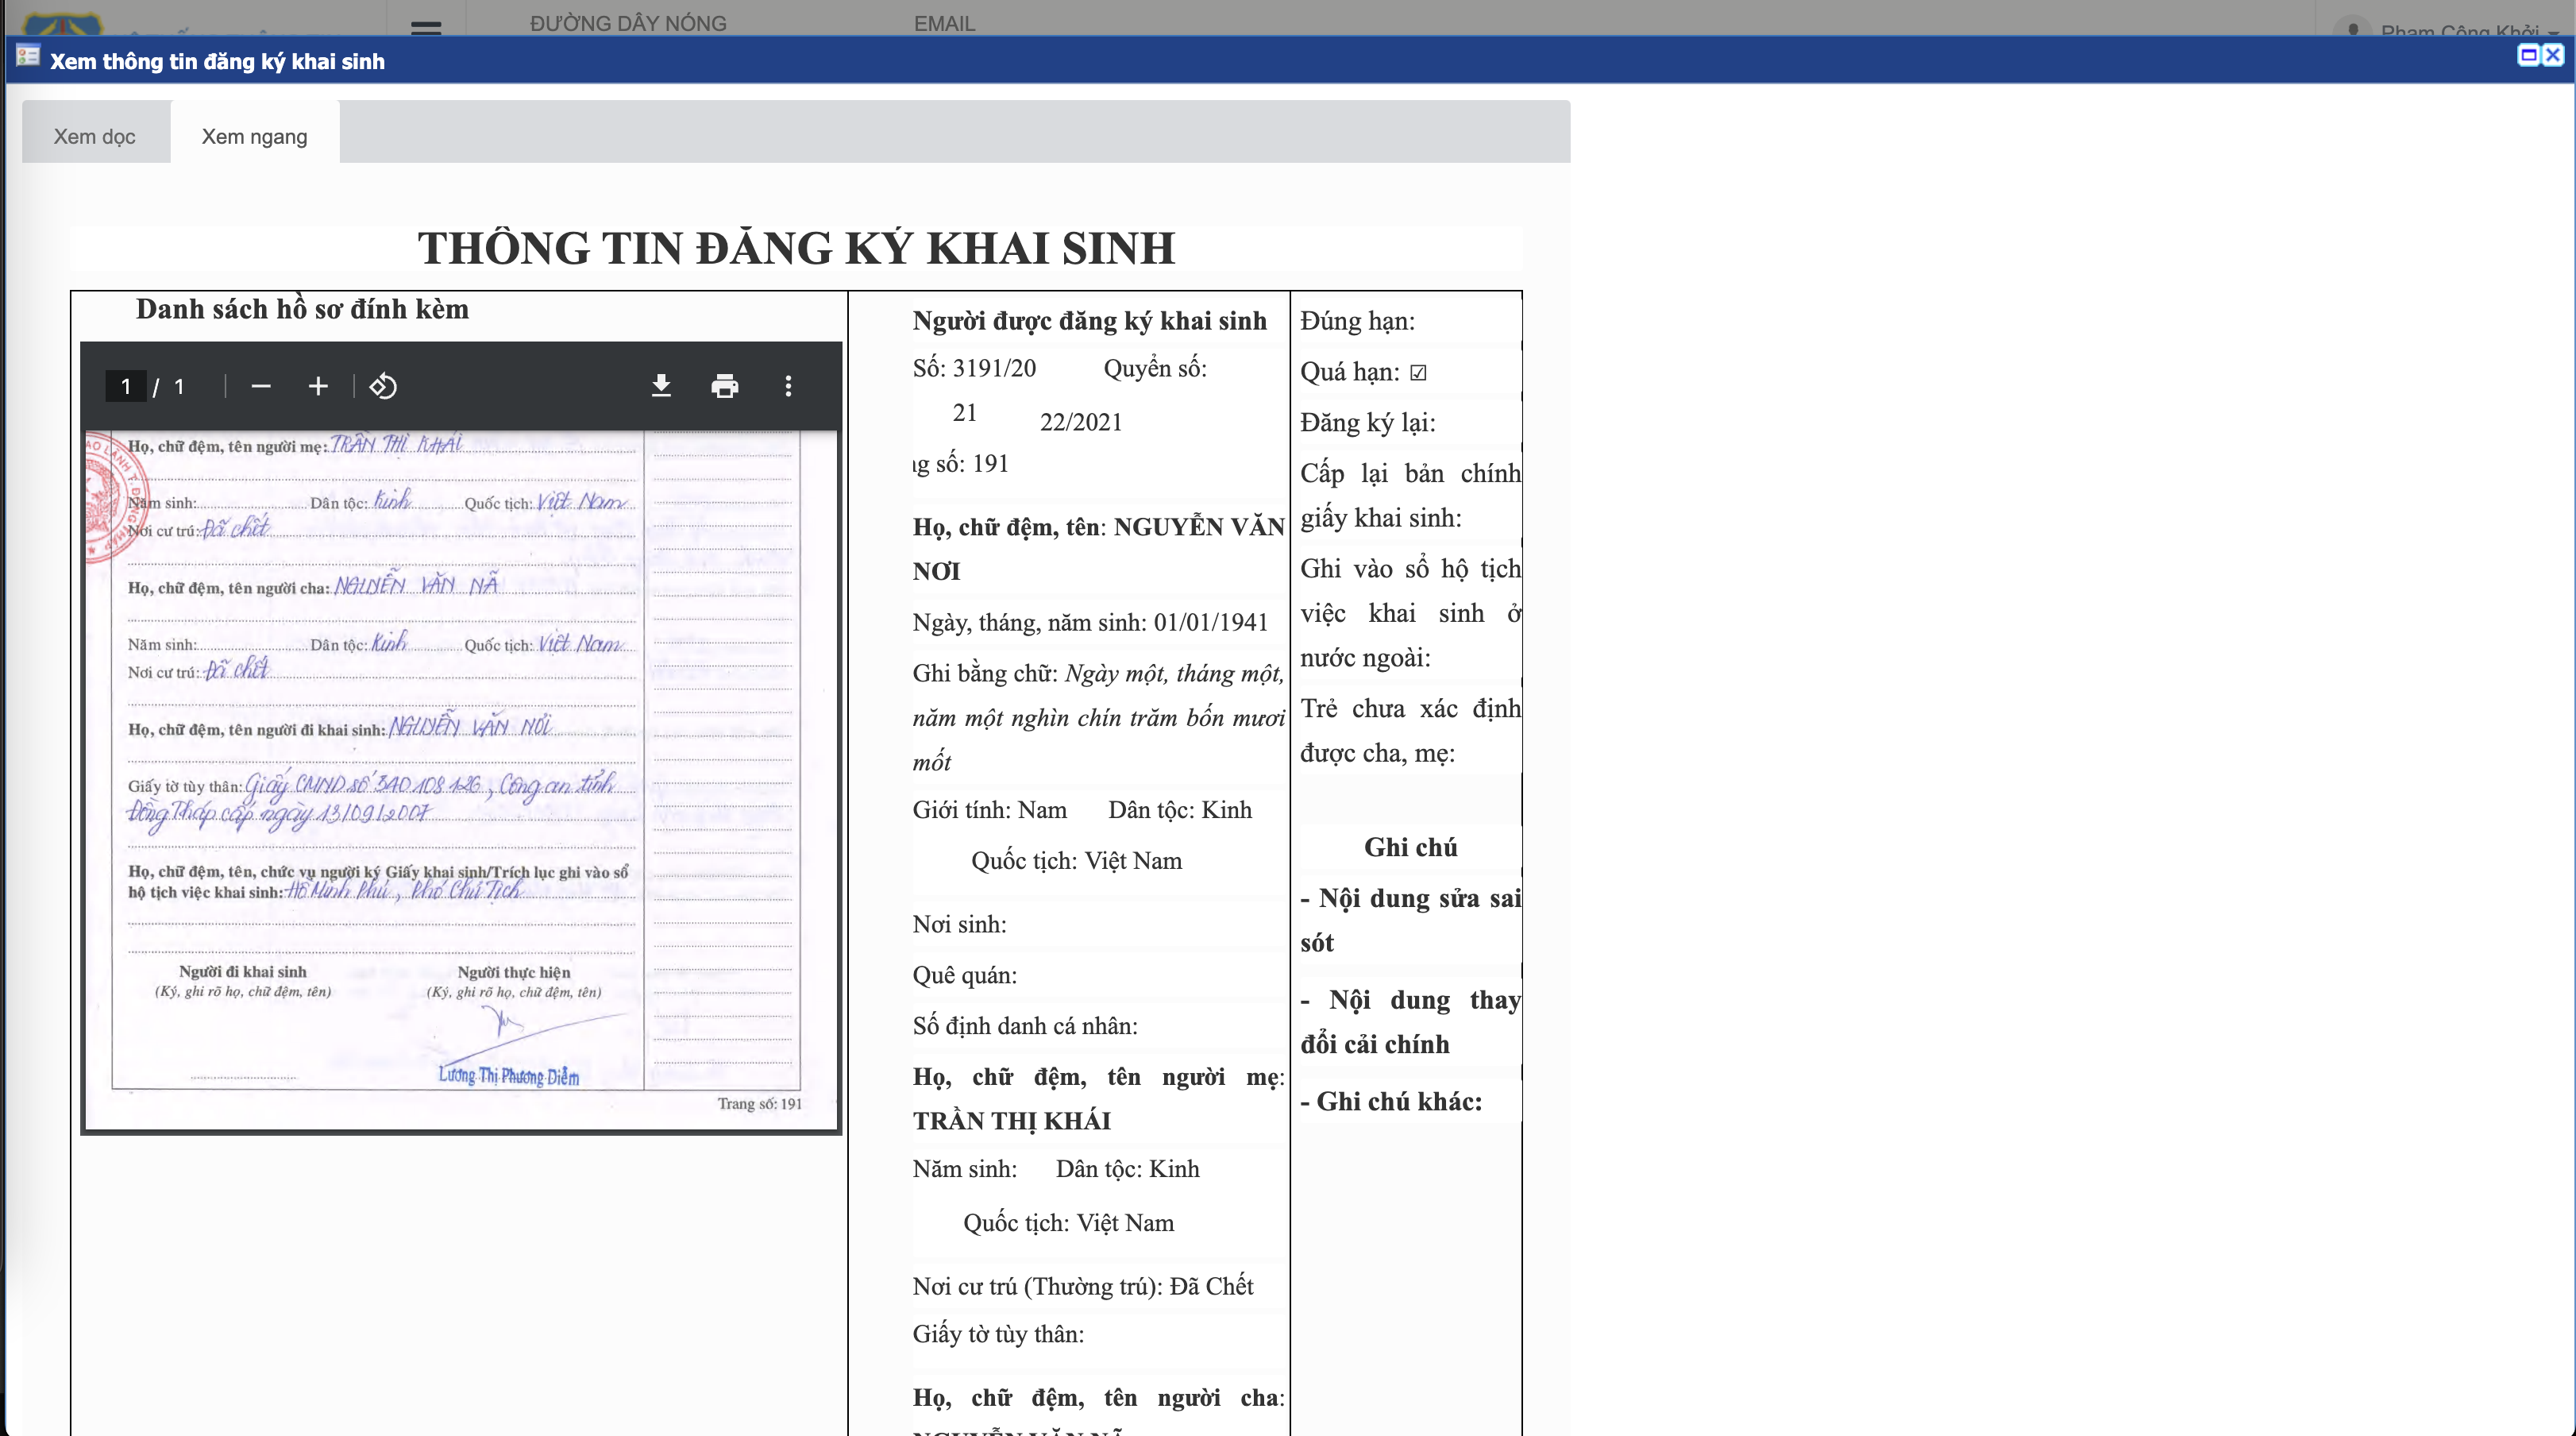 ĐƯỜNG DÂY NÓNG
EMAIL
Phạm Công Khởi
Xem thông tin đăng ký khai sinh
Xem dọc
Xem ngang
THÔNG TIN ĐĂNG KÝ KHAI SINH
Danh sách hồ sơ đính kèm
1 / 1
Họ, chữ đệm, tên người mẹ: TRẦN THỊ KHÁI
Năm sinh: Dân tộc: Kinh Quốc tịch: Việt Nam
Nơi cư trú: Đã chết
Họ, chữ đệm, tên người cha: NGUYỄN VĂN NÃ
Năm sinh: Dân tộc: Kinh Quốc tịch: Việt Nam
Nơi cư trú: Đã chết
Họ, chữ đệm, tên người đi khai sinh: NGUYỄN VĂN NƠI
Giấy tờ tùy thân: Giấy CMND số 340 108 126, Công an tỉnh
Đồng Tháp cấp ngày 13/09/2007
Họ, chữ đệm, tên, chức vụ người ký Giấy khai sinh/Trích lục ghi vào sổ
hộ tịch việc khai sinh: Hồ Minh Phú, Phó Chủ Tịch
Người đi khai sinh
(Ký, ghi rõ họ, chữ đệm, tên)
Người thực hiện
(Ký, ghi rõ họ, chữ đệm, tên)
Lương Thị Phương Diễm
Trang số: 191
Người được đăng ký khai sinh
Số: 3191/20 Quyển số:
21 22/2021
g số: 191
Họ, chữ đệm, tên: NGUYỄN VĂN
NƠI
Ngày, tháng, năm sinh: 01/01/1941
Ghi bằng chữ: Ngày một, tháng một,
năm một nghìn chín trăm bốn mươi
mốt
Giới tính: Nam Dân tộc: Kinh
Quốc tịch: Việt Nam
Nơi sinh:
Quê quán:
Số định danh cá nhân:
Họ, chữ đệm, tên người mẹ:
TRẦN THỊ KHÁI
Năm sinh: Dân tộc: Kinh
Quốc tịch: Việt Nam
Nơi cư trú (Thường trú): Đã Chết
Giấy tờ tùy thân:
Họ, chữ đệm, tên người cha:
NGUYỄN VĂN NÃ
Đúng hạn:
Quá hạn: ☑
Đăng ký lại:
Cấp lại bản chính
giấy khai sinh:
Ghi vào sổ hộ tịch
việc khai sinh ở
nước ngoài:
Trẻ chưa xác định
được cha, mẹ:
Ghi chú
- Nội dung sửa sai
sót
- Nội dung thay
đổi cải chính
- Ghi chú khác: